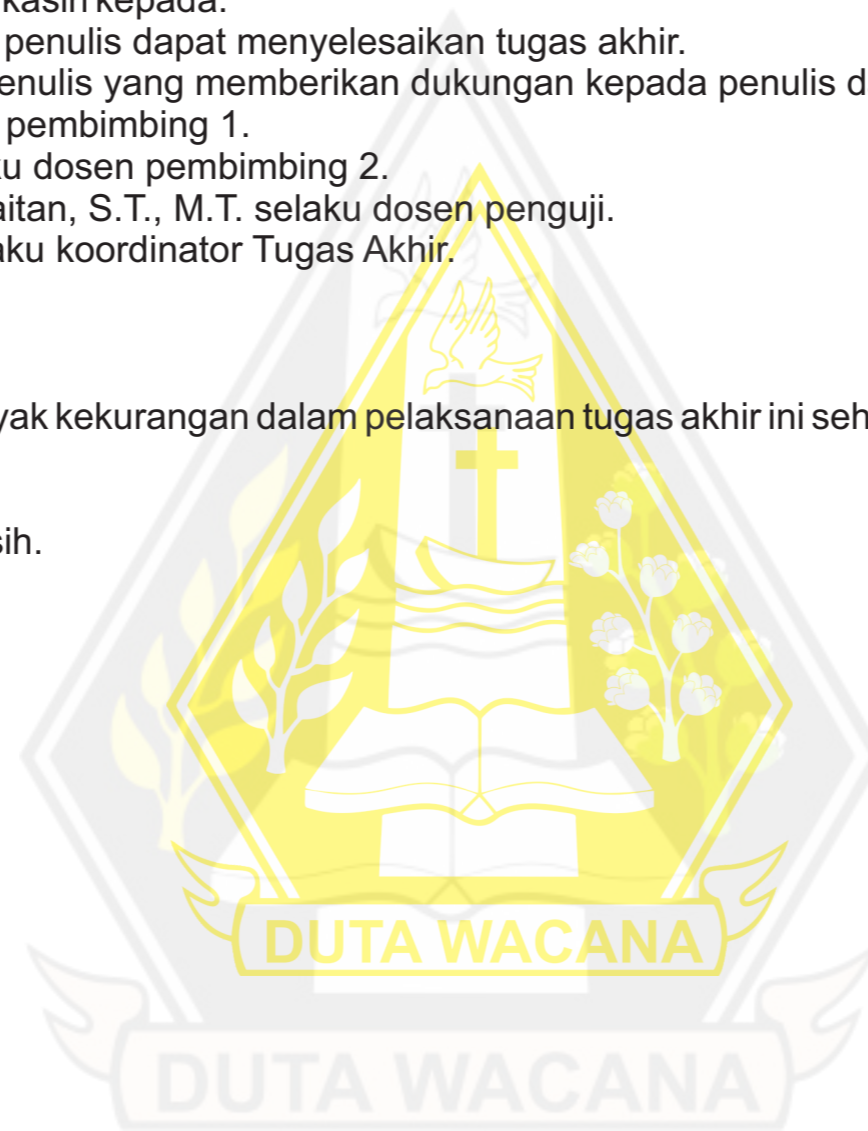 kasih kepada:
penulis dapat menyelesaikan tugas akhir.
enulis yang memberikan dukungan kepada penulis d
pembimbing 1.
ku dosen pembimbing 2.
aitan, S.T., M.T. selaku dosen penguji.
aku koordinator Tugas Akhir.
yak kekurangan dalam pelaksanaan tugas akhir ini seh
sih.
DUTA WACANA
DUTA WACANA